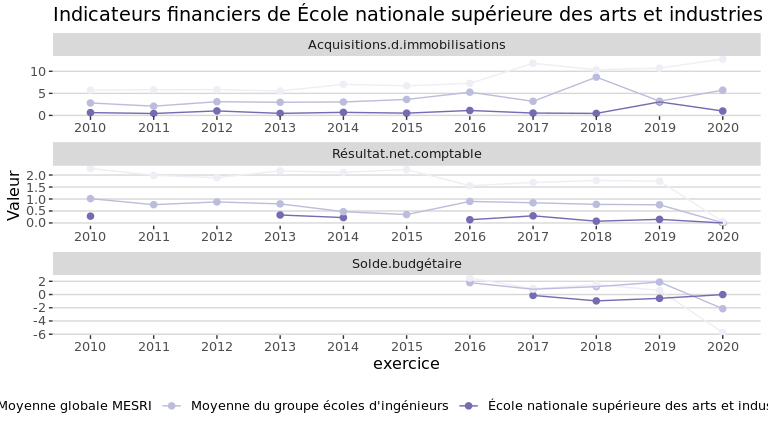 Indicateurs financiers de École nationale supérieure des arts et industries
Acquisitions.d.immobilisations
10
5
0
2010 2011 2012 2013 2014 2015 2016 2017 2018 2019 2020
Résultat.net.comptable
2.0
1.5
1.0
0.5
0.0
2010 2011 2012 2013 2014 2015 2016 2017 2018 2019 2020
Valeur
Solde.budgétaire
2
0
-2
-4
-6
2010 2011 2012 2013 2014 2015 2016 2017 2018 2019 2020
exercice
Moyenne globale MESRI Moyenne du groupe écoles d'ingénieurs École nationale supérieure des arts et indus